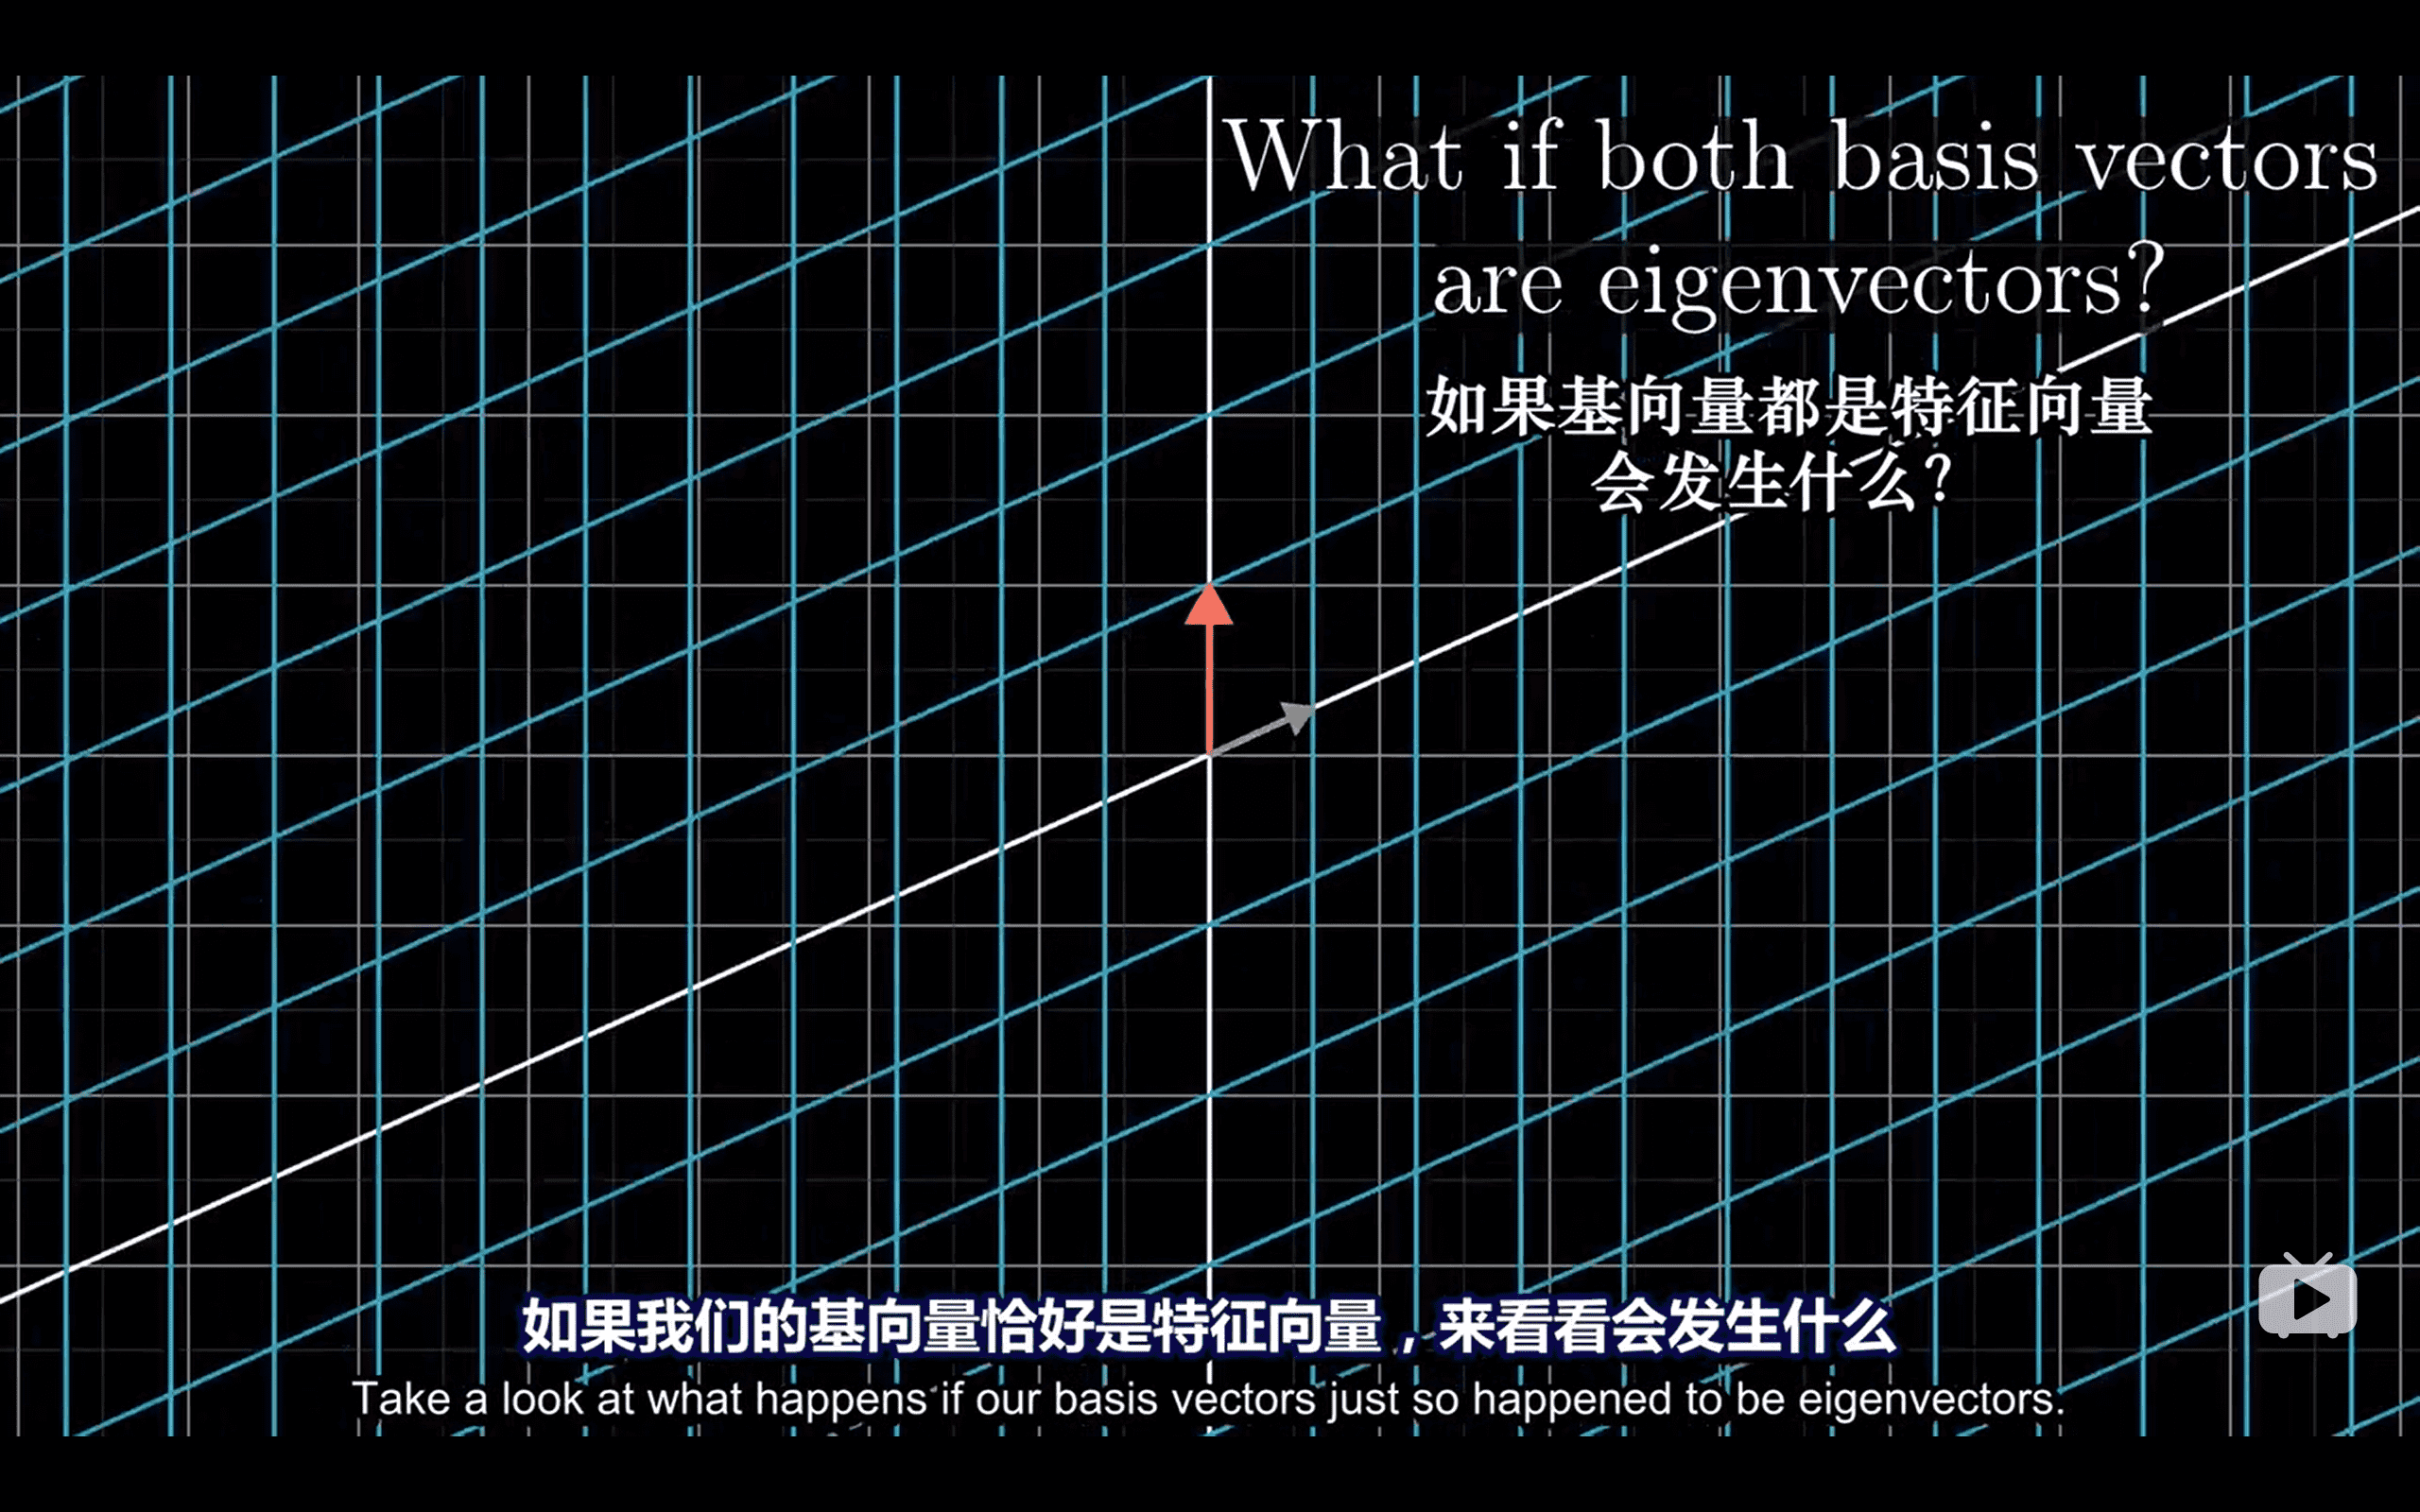 What if both basis vectors
are eigenvectors?
如果基向量都是特征向量
会发生什么?
如果我们的基向量恰好是特征向量，来看看会发生什么
Take a look at what happens if our basis vectors just so happened to be eigenvectors.